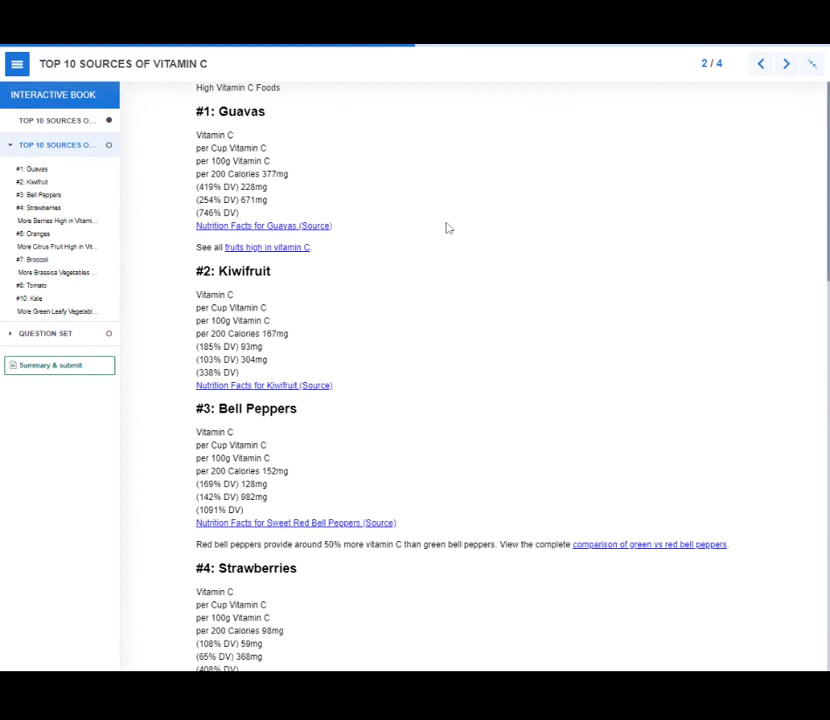 TOP 10 SOURCES OF VITAMIN C
2 / 4
INTERACTIVE BOOK
TOP 10 SOURCES O...
TOP 10 SOURCES O...
#1: Guavas
#2: Kiwifruit
#3: Bell Peppers
#4: Strawberries
More Berries High in Vitami...
#6: Oranges
More Citrus Fruit High in Vit...
#7: Broccoli
More Brassica Vegetables ...
#8: Tomato
#10: Kale
More Green Leafy Vegetabl...
QUESTION SET
Summary & submit
High Vitamin C Foods
#1: Guavas
Vitamin C
per Cup Vitamin C
per 100g Vitamin C
per 200 Calories 377mg
(419% DV) 228mg
(254% DV) 671mg
(746% DV)
Nutrition Facts for Guavas.(Source)
See all fruits high in vitamin C.
#2: Kiwifruit
Vitamin C
per Cup Vitamin C
per 100g Vitamin C
per 200 Calories 167mg
(185% DV) 93mg
(103% DV) 304mg
(338% DV)
Nutrition Facts for Kiwifruit.(Source)
#3: Bell Peppers
Vitamin C
per Cup Vitamin C
per 100g Vitamin C
per 200 Calories 152mg
(169% DV) 128mg
(142% DV) 982mg
(1091% DV)
Nutrition Facts for Sweet Red Bell Peppers.(Source)
Red bell peppers provide around 50% more vitamin C than green bell peppers. View the complete comparison of green vs red bell peppers.
#4: Strawberries
Vitamin C
per Cup Vitamin C
per 100g Vitamin C
per 200 Calories 98mg
(108% DV) 59mg
(65% DV) 368mg
(408% DV)